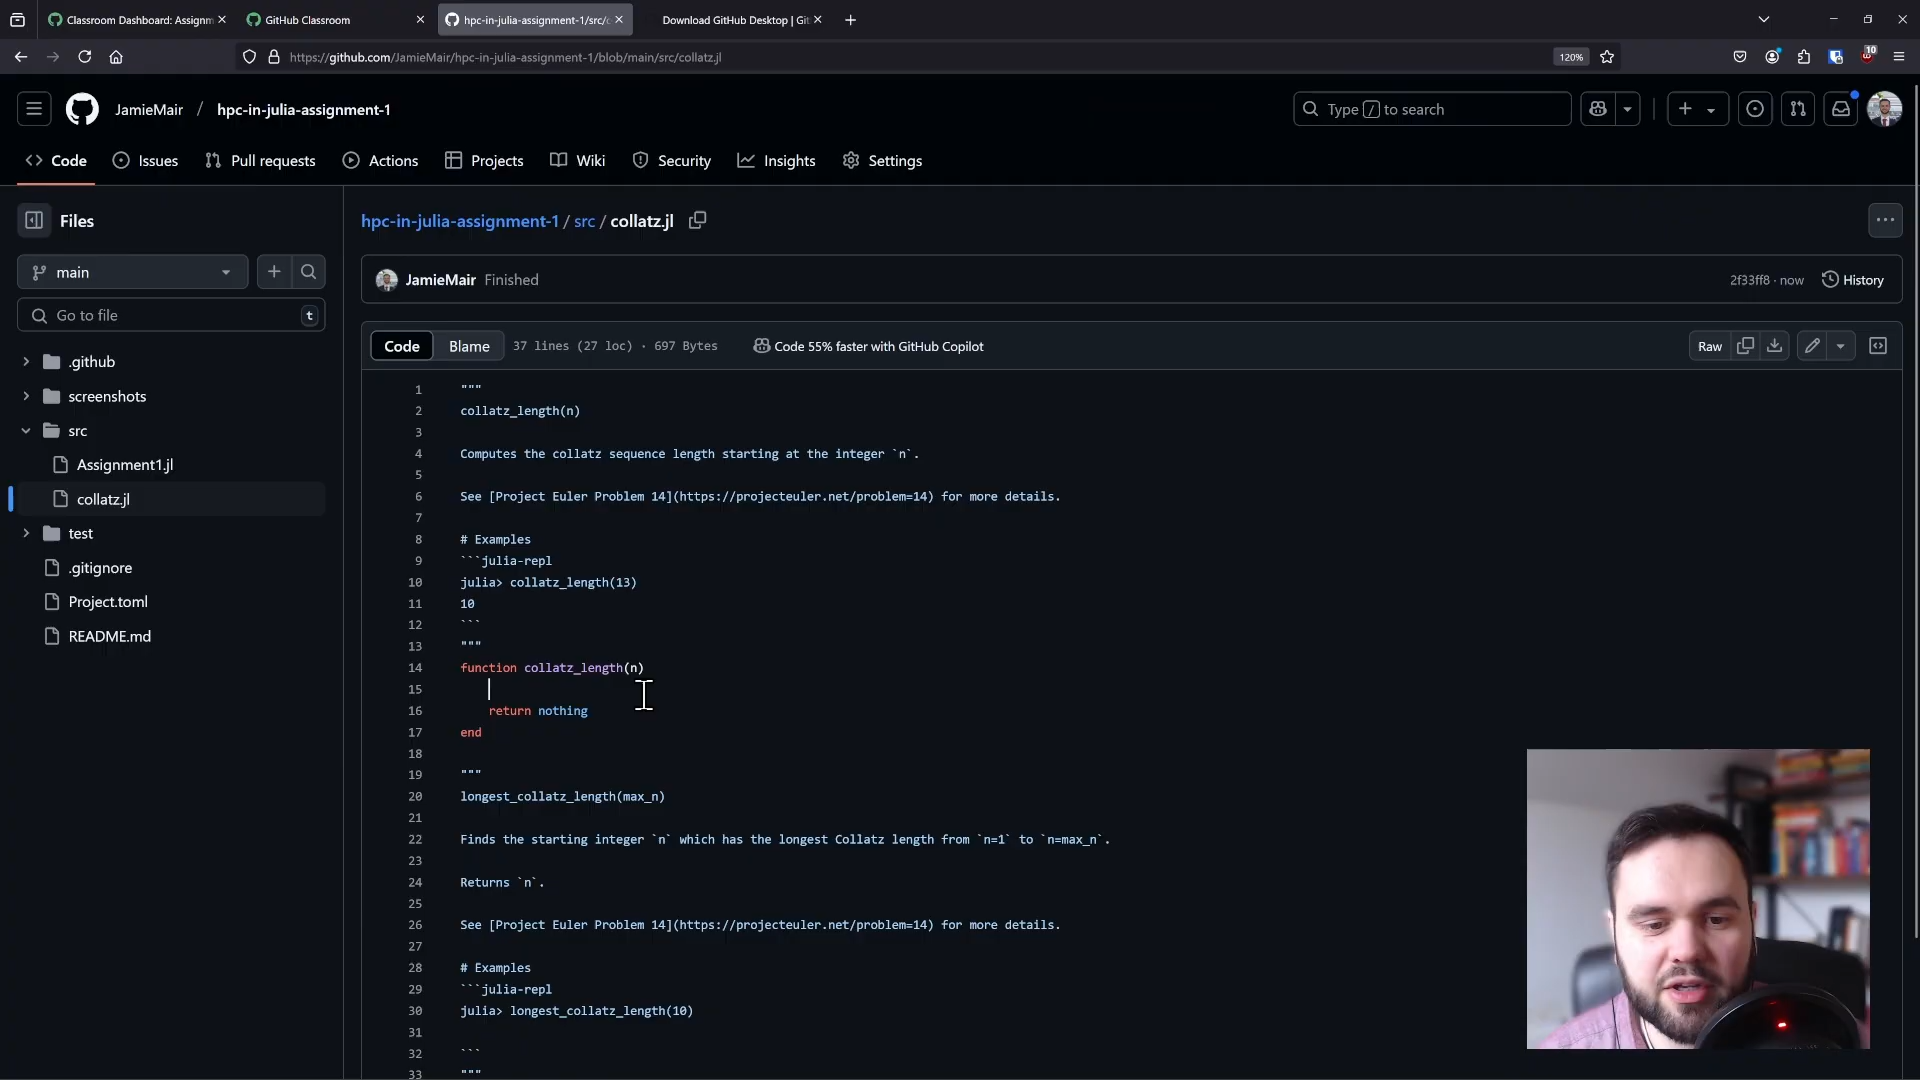 Classroom Dashboard: Assignm
GitHub Classroom
hpc-in-julia-assignment-1/src/c
Download GitHub Desktop | Git
https://github.com/JamieMair/hpc-in-julia-assignment-1/blob/main/src/collatz.jl
120%
10
JamieMair / hpc-in-julia-assignment-1
Type / to search
Code
Issues
Pull requests
Actions
Projects
Wiki
Security
Insights
Settings
Files
main
Go to file
t
.github
screenshots
src
Assignment1.jl
collatz.jl
test
.gitignore
Project.toml
README.md
hpc-in-julia-assignment-1 / src / collatz.jl
JamieMair Finished
2f33ff8 · now
History
Code
Blame
37 lines (27 loc) · 697 Bytes
Code 55% faster with GitHub Copilot
Raw
1 """
2 collatz_length(n)
3
4 Computes the collatz sequence length starting at the integer `n`.
5
6 See [Project Euler Problem 14](https://projecteuler.net/problem=14) for more details.
7
8 # Examples
9 ```julia-repl
10 julia> collatz_length(13)
11 10
12 ```
13 """
14 function collatz_length(n)
15
16 return nothing
17 end
18
19 """
20 longest_collatz_length(max_n)
21
22 Finds the starting integer `n` which has the longest Collatz length from `n=1` to `n=max_n`.
23
24 Returns `n`.
25
26 See [Project Euler Problem 14](https://projecteuler.net/problem=14) for more details.
27
28 # Examples
29 ```julia-repl
30 julia> longest_collatz_length(10)
31
32 ```
33 """